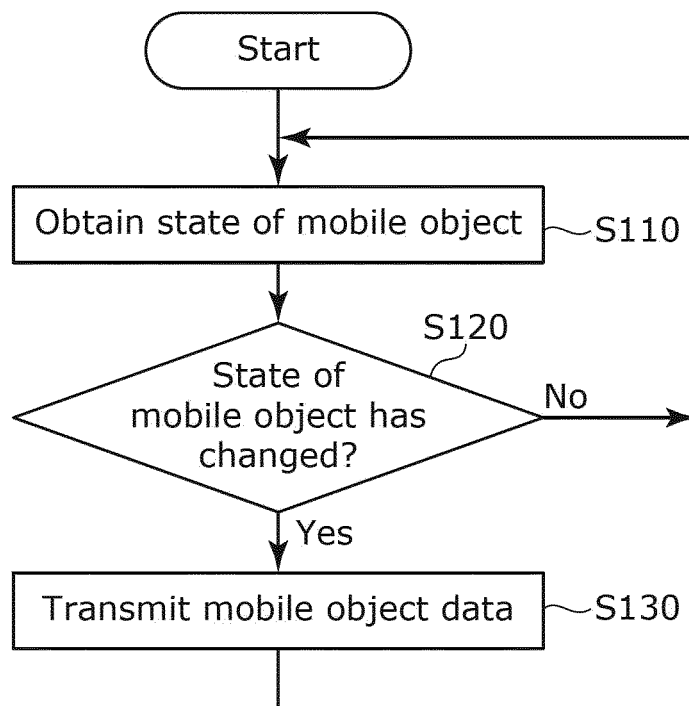 Start
Obtain state of mobile object
S110
S120
State of
mobile object has
changed?
No
Yes
Transmit mobile object data
S130